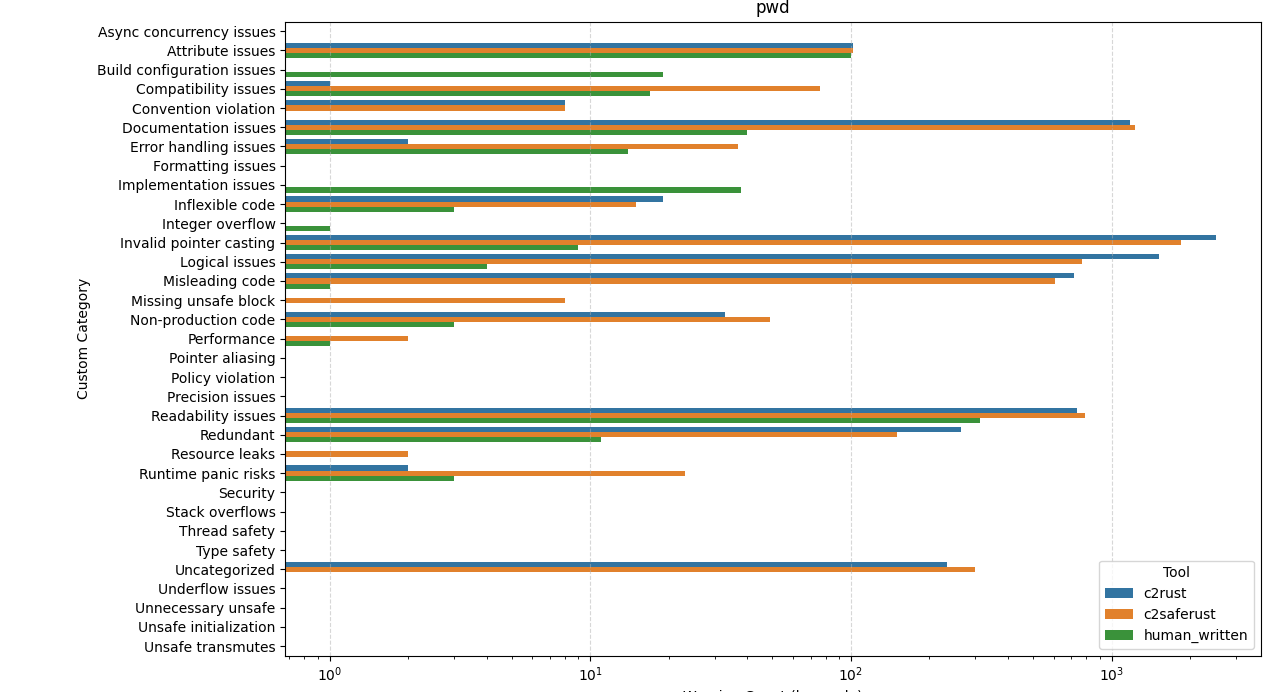 pwd
Custom Category
Async concurrency issues
Attribute issues
Build configuration issues
Compatibility issues
Convention violation
Documentation issues
Error handling issues
Formatting issues
Implementation issues
Inflexible code
Integer overflow
Invalid pointer casting
Logical issues
Misleading code
Missing unsafe block
Non-production code
Performance
Pointer aliasing
Policy violation
Precision issues
Readability issues
Redundant
Resource leaks
Runtime panic risks
Security
Stack overflows
Thread safety
Type safety
Uncategorized
Underflow issues
Unnecessary unsafe
Unsafe initialization
Unsafe transmutes
Tool
c2rust
c2saferust
human_written
10⁰ 10¹ 10² 10³